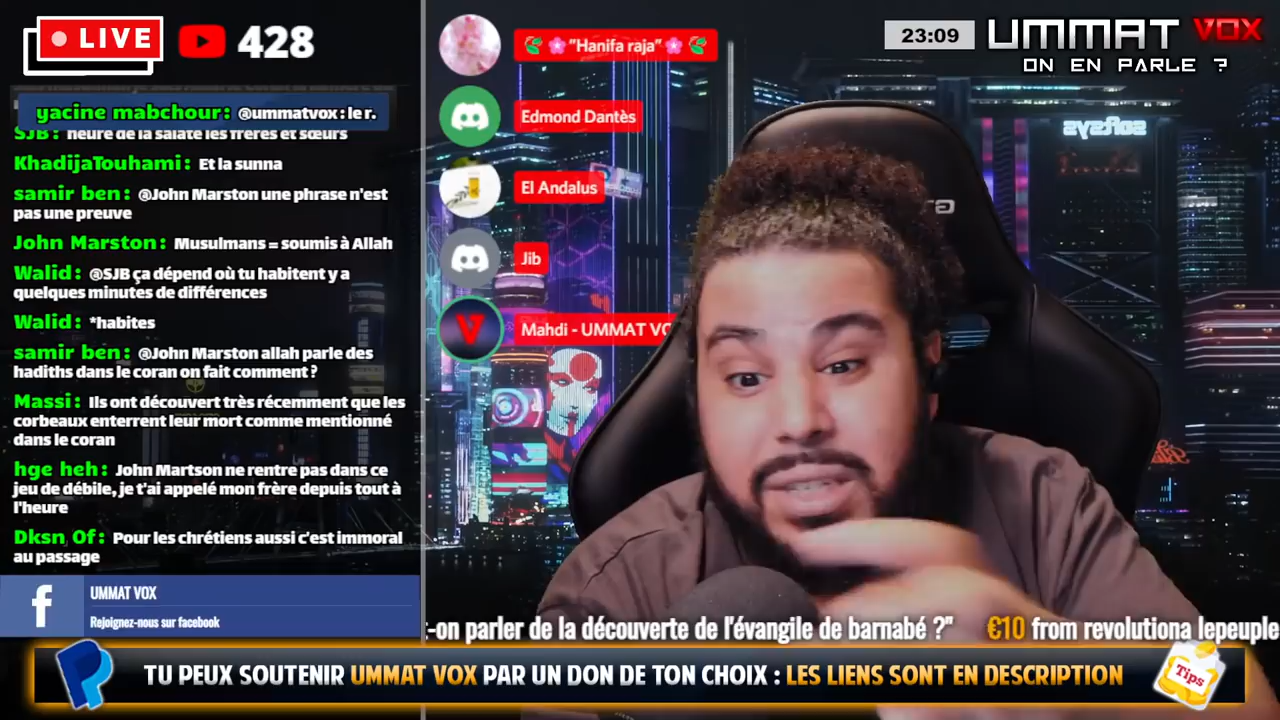 LIVE
428
yacine mabchour: @ummatvox : le r.
SJB: heure de la salate les frères et sœurs
KhadijaTouhami: Et la sunna
samir ben: @John Marston une phrase n'est
pas une preuve
John Marston: Musulmans = soumis à Allah
Walid: @SJB ça dépend où tu habitent y a
quelques minutes de différences
Walid: *habites
samir ben: @John Marston allah parle des
hadiths dans le coran on fait comment ?
Massi: Ils ont découvert très récemment que les
corbeaux enterrent leur mort comme mentionné
dans le coran
hge heh: John Martson ne rentre pas dans ce
jeu de débile, je t'ai appelé mon frère depuis tout à
l'heure
Dksn Of: Pour les chrétiens aussi c'est immoral
au passage
f
UMMAT VOX
Rejoignez-nous sur facebook
"Hanifa raja"
Edmond Dantès
El Andalus
Jib
V
Mahdi - UMMAT VO
23:09
UMMAT VOX
ON EN PARLE ?
t-on parler de la découverte de l'évangile de barnabé ?" €10 from revolutiona lepeuple
TU PEUX SOUTENIR UMMAT VOX PAR UN DON DE TON CHOIX : LES LIENS SONT EN DESCRIPTION
Tips